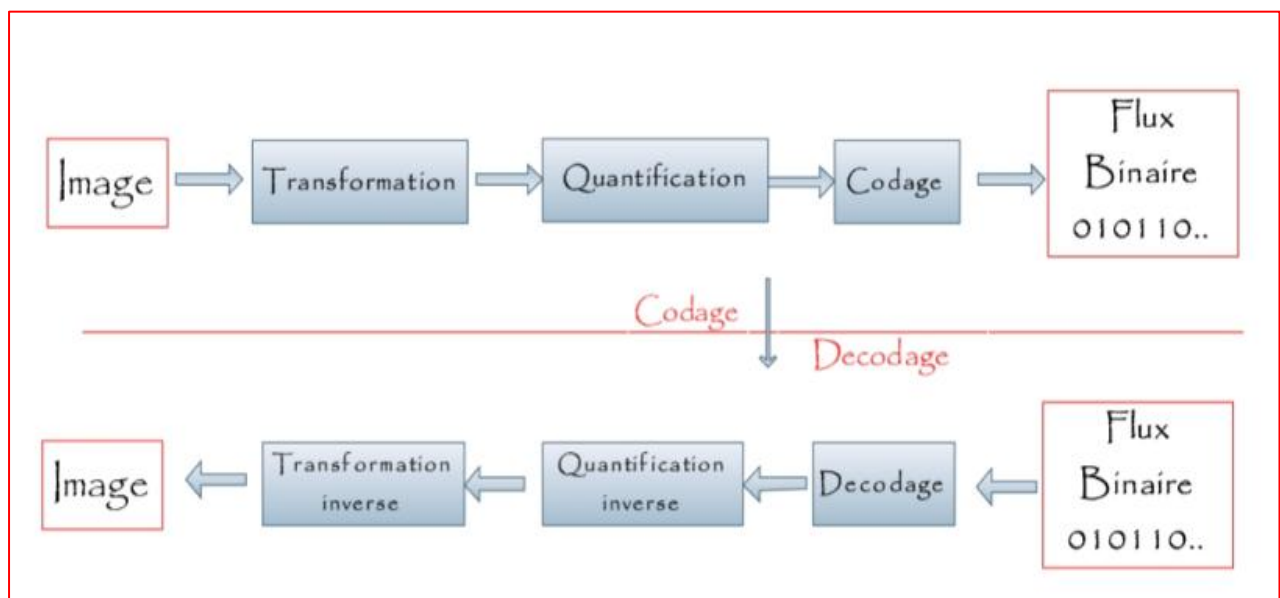 Image
Transformation
Quantification
Codage
Flux
Binaire
010110..
Codage
Decodage
Image
Transformation
inverse
Quantification
inverse
Decodage
Flux
Binaire
010110..